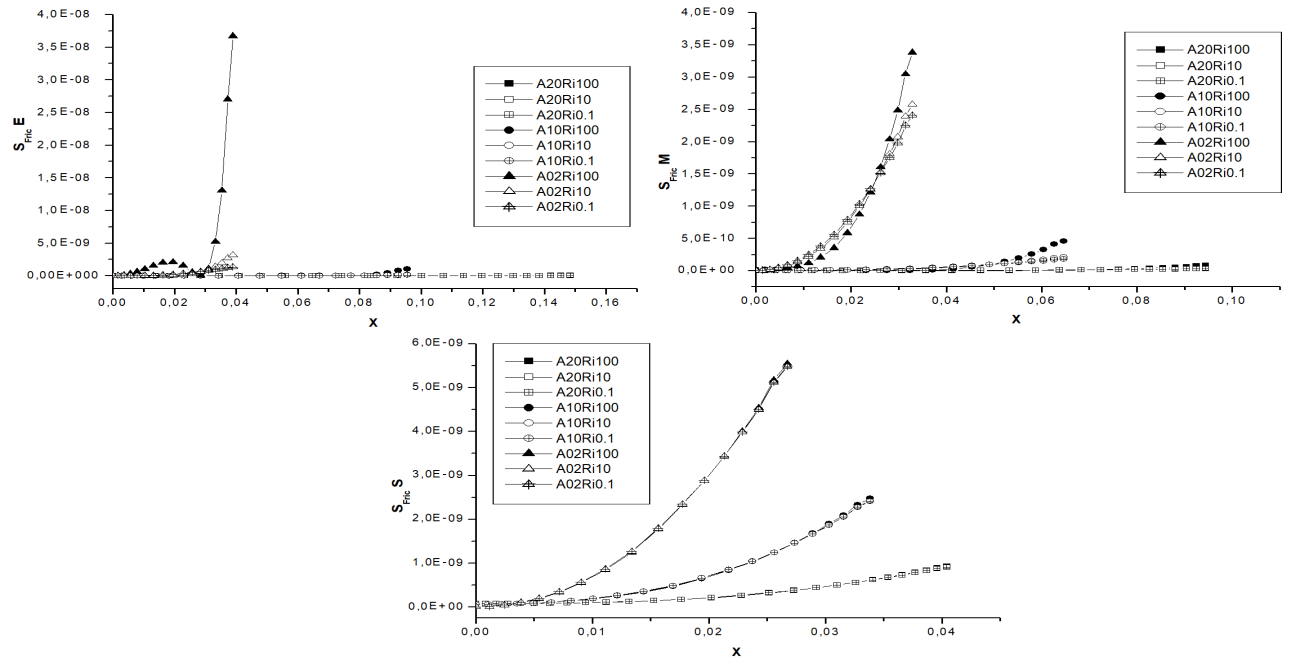 4,0E-08
3,5E-08
3,0E-08
2,5E-08
2,0E-08
1,5E-08
1,0E-08
5,0E-09
0,00E+000
S Fric E
0,00
0,02
0,04
0,06
0,08
0,10
0,12
0,14
0,16
X
A20Ri100
A20Ri10
A20Ri0.1
A10Ri100
A10Ri10
A10Ri0.1
A02Ri100
A02Ri10
A02Ri0.1
4,0E-09
3,5E-09
3,0E-09
2,5E-09
2,0E-09
1,5E-09
1,0E-09
5,0E-10
0,0E+00
S Fric M
0,00
0,02
0,04
0,06
0,08
0,10
X
A20Ri100
A20Ri10
A20Ri0.1
A10Ri100
A10Ri10
A10Ri0.1
A02Ri100
A02Ri10
A02Ri0.1
6,0E-09
5,0E-09
4,0E-09
3,0E-09
2,0E-09
1,0E-09
0,0E+00
S Fric S
0,00
0,01
0,02
0,03
0,04
X
A20Ri100
A20Ri10
A20Ri0.1
A10Ri100
A10Ri10
A10Ri0.1
A02Ri100
A02Ri10
A02Ri0.1